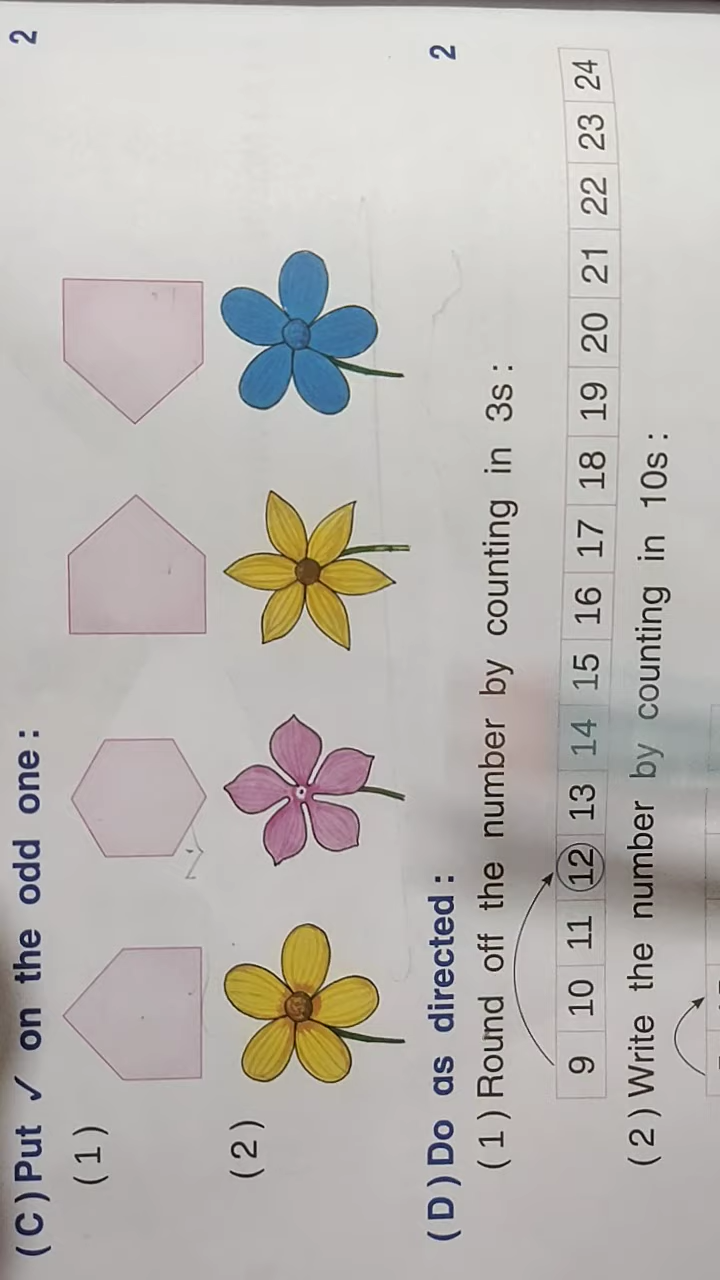 (C) Put ✓ on the odd one: 2
(1)
(2)
(D) Do as directed: 2
(1) Round off the number by counting in 3s:
9 10 11 12 13 14 15 16 17 18 19 20 21 22 23 24
(2) Write the number by counting in 10s: